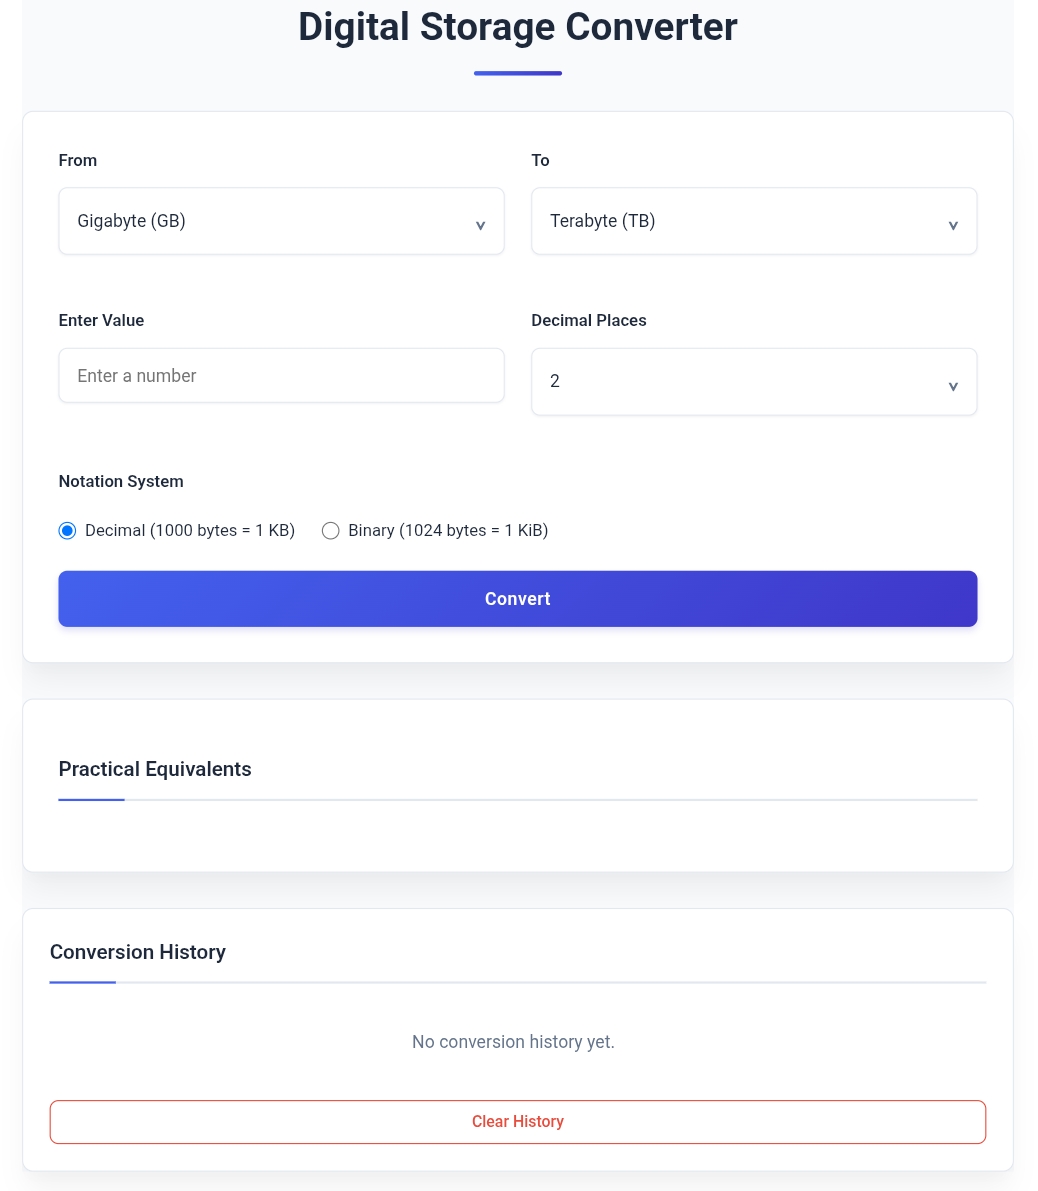 Digital Storage Converter
From
To
Gigabyte (GB)
Terabyte (TB)
Enter Value
Decimal Places
Enter a number
2
Notation System
Decimal (1000 bytes = 1 KB)
Binary (1024 bytes = 1 KiB)
Convert
Practical Equivalents
Conversion History
No conversion history yet.
Clear History